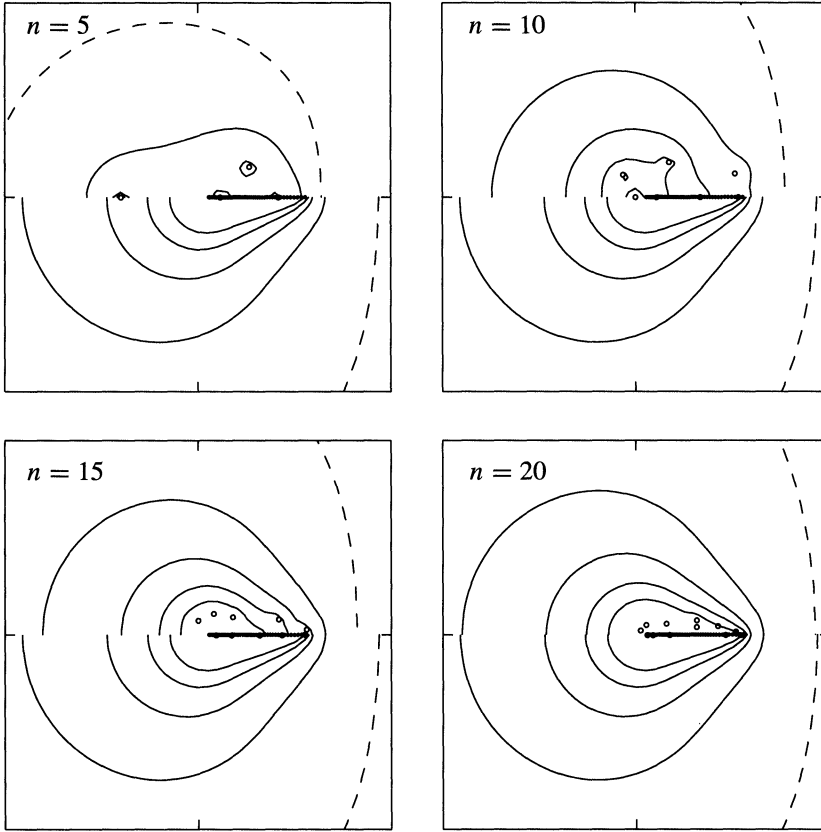 n = 5
n = 10
n = 15
n = 20